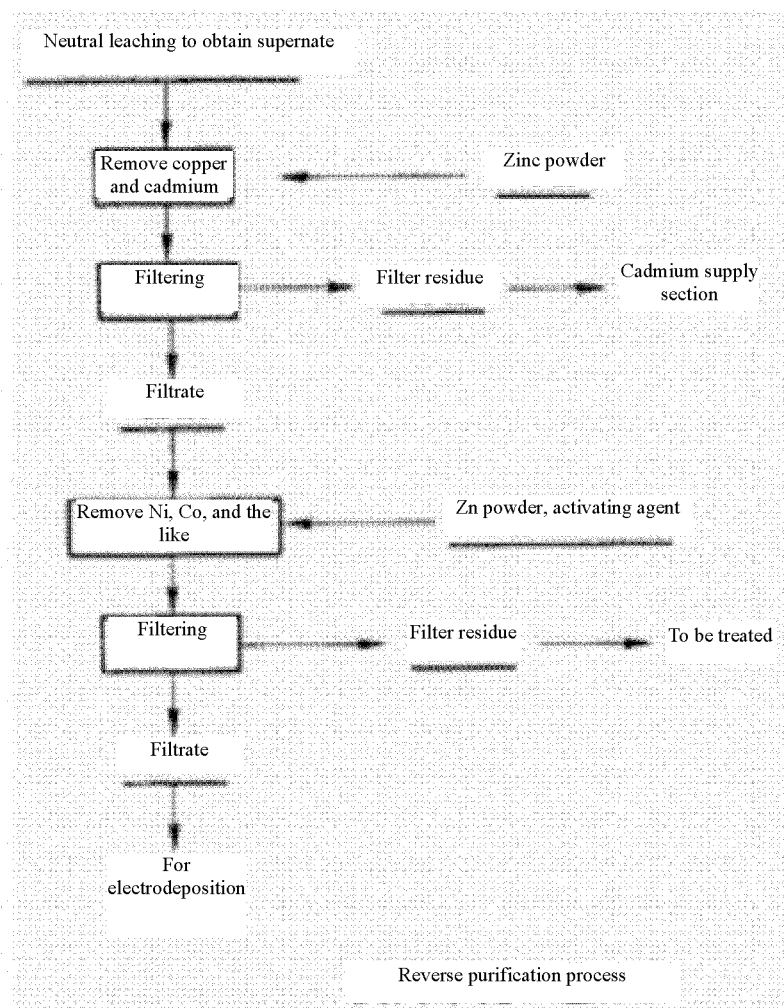 Neutral leaching to obtain supernate
Remove copper
and cadmium
Zinc powder
Filtering
Filter residue
Cadmium supply
section
Filtrate
Remove Ni, Co, and the
like
Zn powder, activating agent
Filtering
Filter residue
To be treated
Filtrate
For
electrodeposition
Reverse purification process